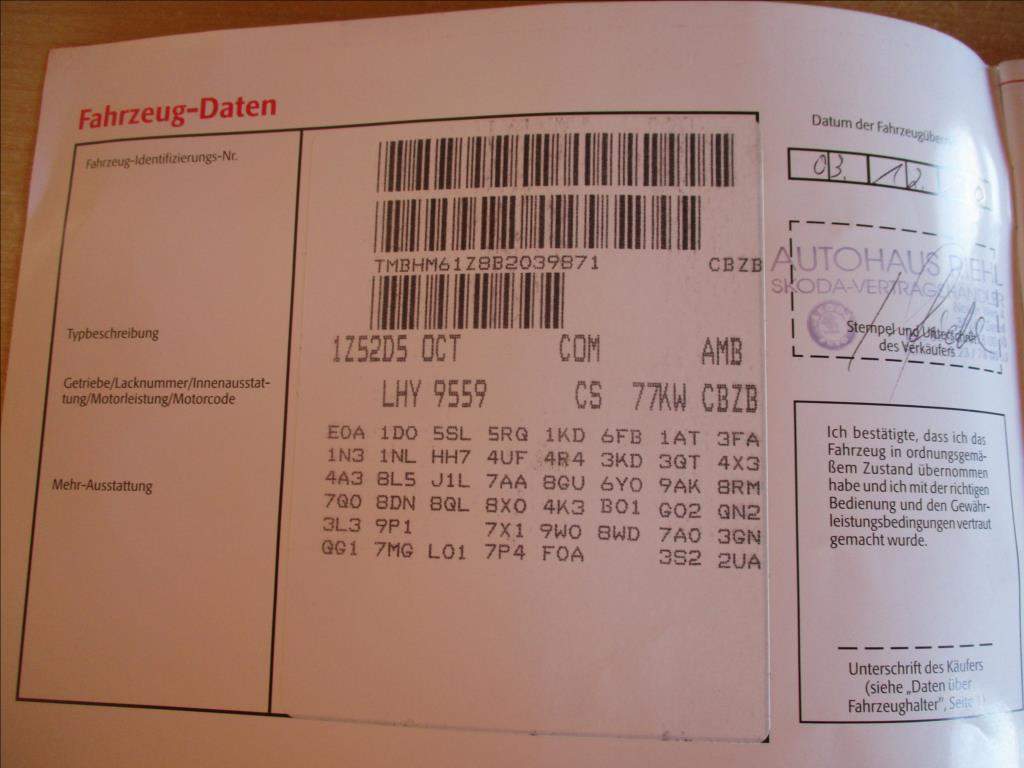 Fahrzeug-Daten
Fahrzeug-Identifizierungs-Nr.
TMBHM61Z8B2039871 CBZB
Typbeschreibung
1Z52D5 OCT COM AMB
Getriebe/Lacknummer/Innenausstat-
tung/Motorleistung/Motorcode
LHY 9559 CS 77KW CBZB
Mehr-Ausstattung
E0A 1D0 5SL 5RQ 1KD 6FB 1AT 3FA
1N3 1NL HH7 4UF 4R4 3KD 3QT 4X3
4A3 8L5 J1L 7AA 8GU 6Y0 9AK 8RM
7Q0 8DN 8QL 8X0 4K3 B01 G02 QN2
3L3 9P1 7X1 9W0 8WD 7A0 3GN
QG1 7MG L01 7P4 F0A 3S2 2UA
Datum der
03. 12.
AUTOHAUS
SKODA-VERTRAGSHÄNDLER
Stempel und
des Verkäufers
Ich bestätigte, dass ich das
Fahrzeug in ordnungsgemä-
ßem Zustand übernommen
habe und ich mit der richtigen
Bedienung und den Gewähr-
leistungsbedingungen vertraut
gemacht wurde.
Unterschrift des Käufers
(siehe „Daten über
Fahrzeughalter",